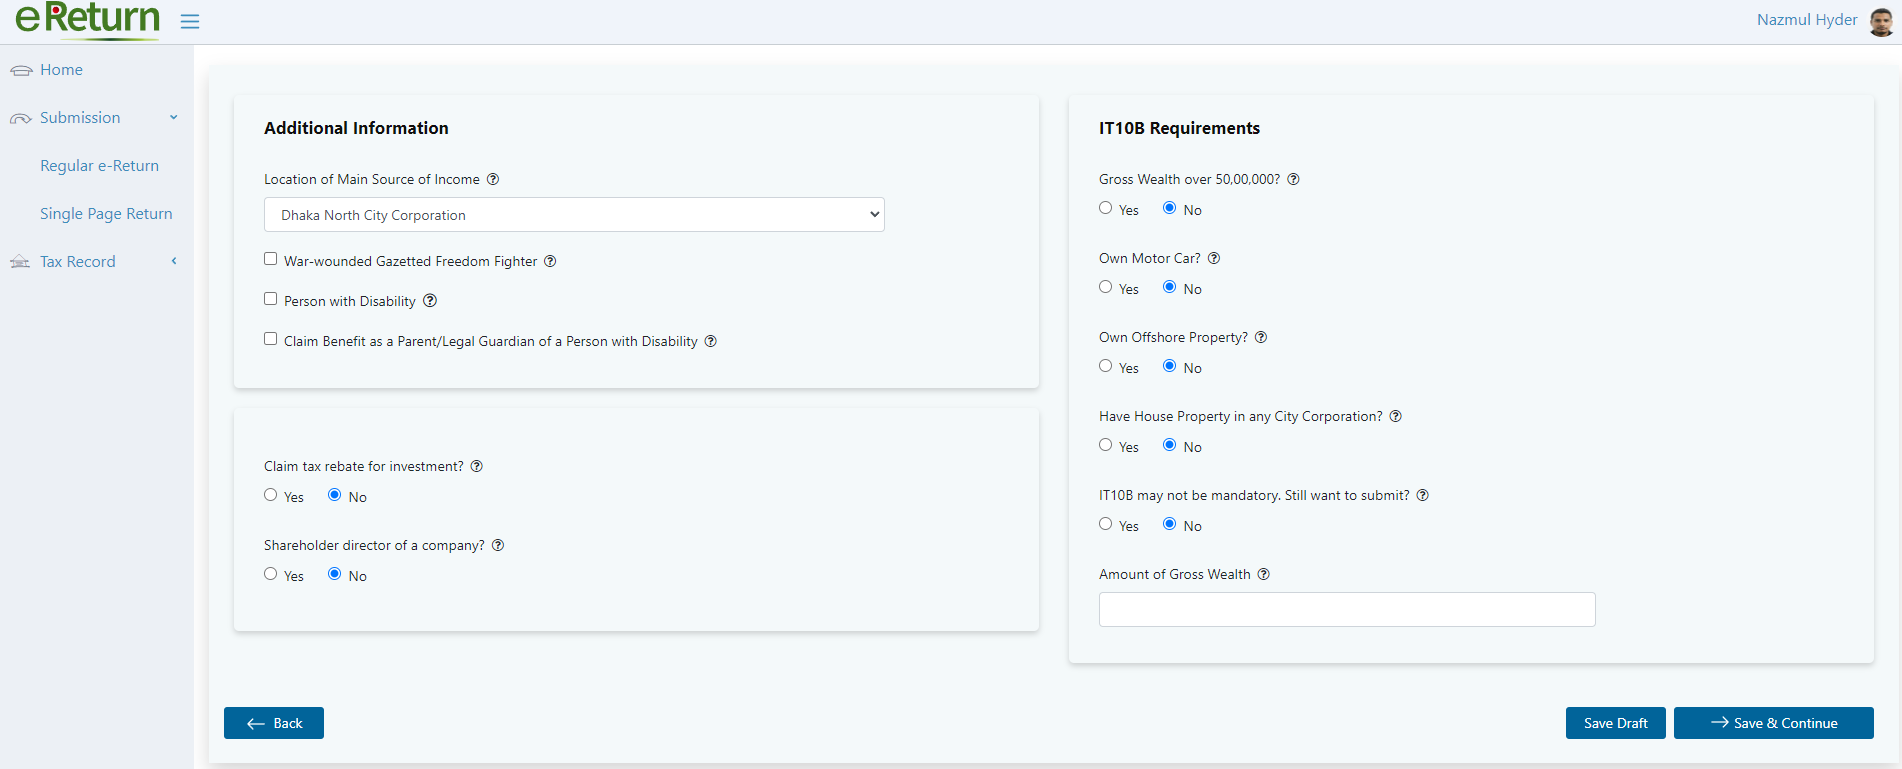 eReturn
Nazmul Hyder
Home
Submission
Regular e-Return
Single Page Return
Tax Record
Additional Information
Location of Main Source of Income
Dhaka North City Corporation
War-wounded Gazetted Freedom Fighter
Person with Disability
Claim Benefit as a Parent/Legal Guardian of a Person with Disability
Claim tax rebate for investment?
Yes No
Shareholder director of a company?
Yes No
IT10B Requirements
Gross Wealth over 50,00,000?
Yes No
Own Motor Car?
Yes No
Own Offshore Property?
Yes No
Have House Property in any City Corporation?
Yes No
IT10B may not be mandatory. Still want to submit?
Yes No
Amount of Gross Wealth
Back
Save Draft
Save & Continue